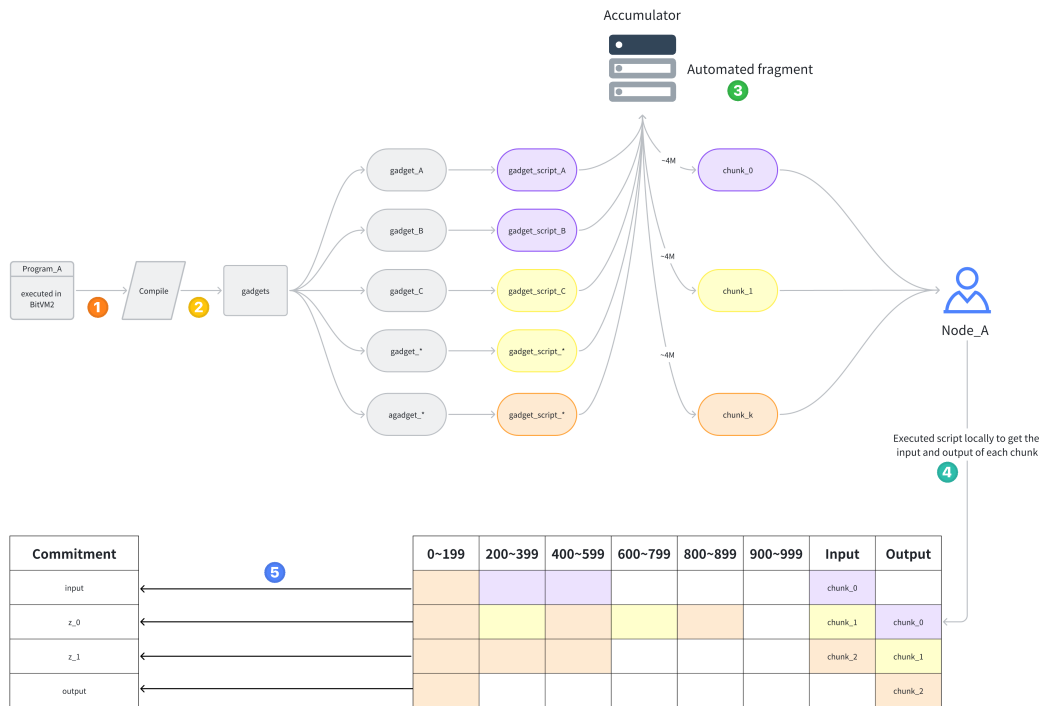 Accumulator
Automated fragment
3
~4M
gadget_A
gadget_script_A
chunk_0
gadget_B
gadget_script_B
~4M
Program_A
executed in
BitVM2
1
Compile
2
gadgets
gadget_C
gadget_script_C
chunk_1
Node_A
gadget_*
gadget_script_*
~4M
agadget_*
gadget_script_*
chunk_k
Executed script locally to get the
input and output of each chunk
4
Commitment
5
0~199 200~399 400~599 600~799 800~899 900~999 Input Output
input
chunk_0
z_0
chunk_1 chunk_0
z_1
chunk_2 chunk_1
output
chunk_2